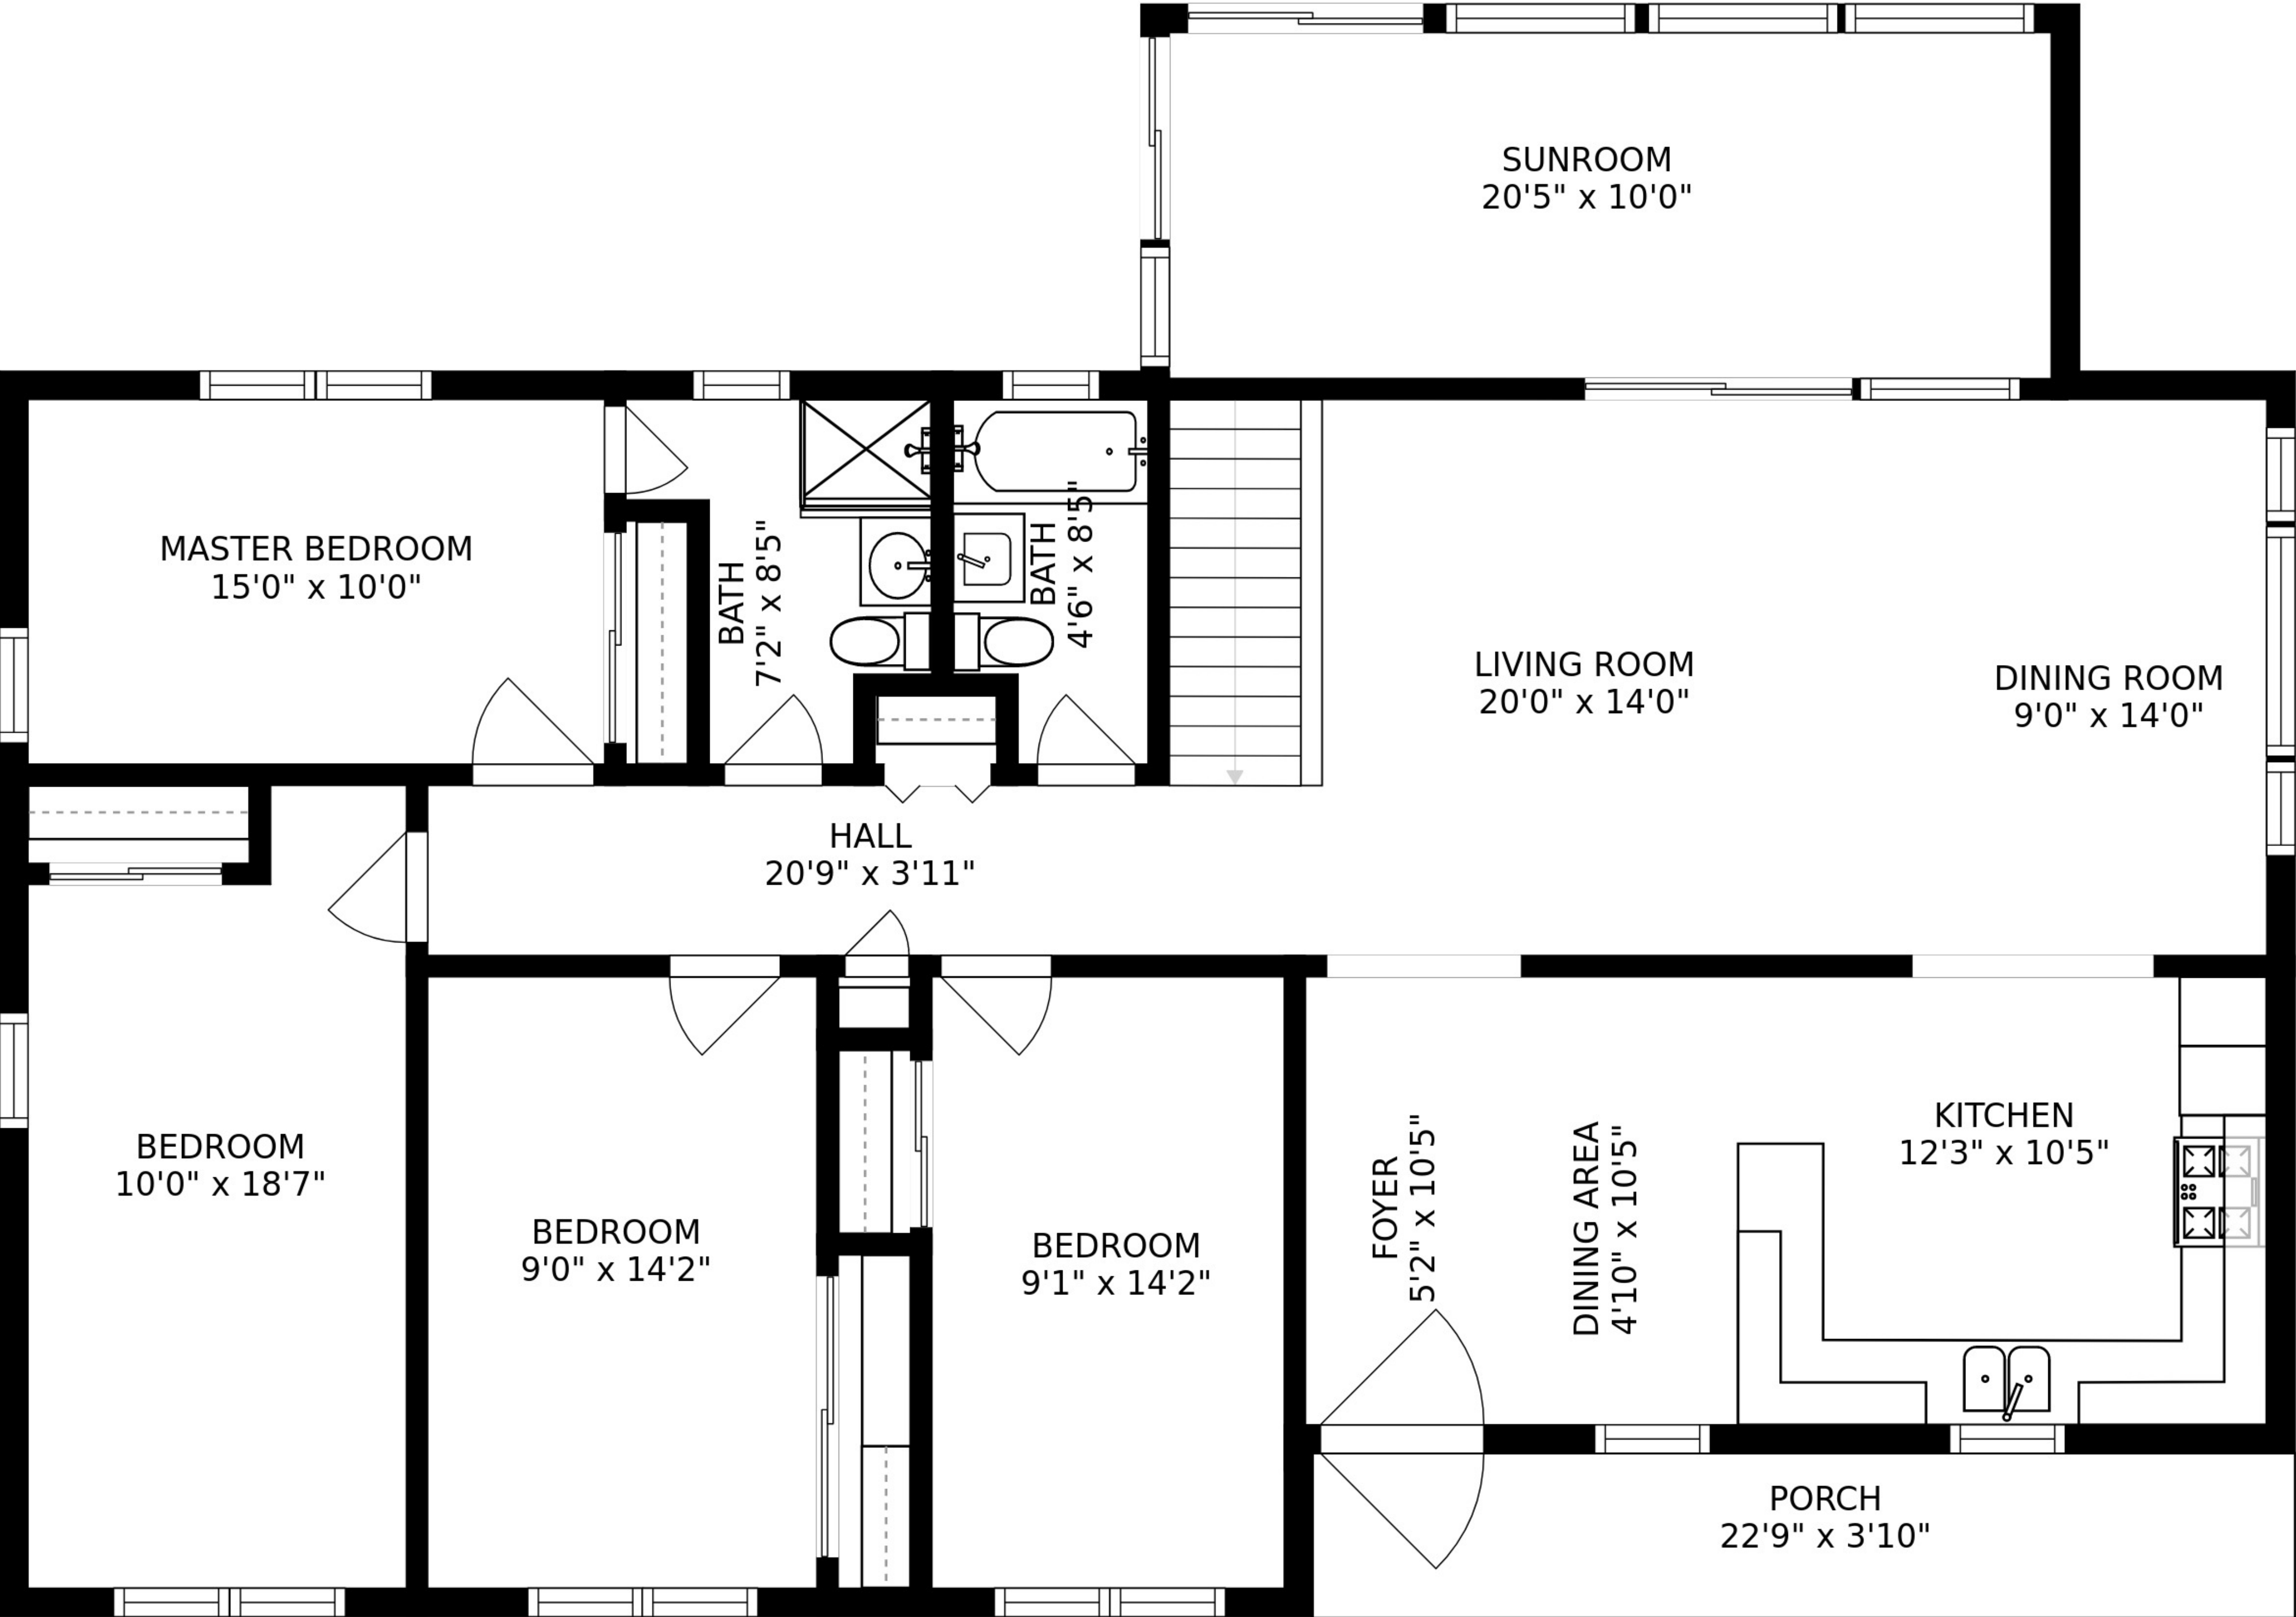 SUNROOM
20'5" x 10'0"
MASTER BEDROOM
15'0" x 10'0"
BATH
7'2" x 8'5"
BATH
4'6" x 8'5"
LIVING ROOM
20'0" x 14'0"
DINING ROOM
9'0" x 14'0"
HALL
20'9" x 3'11"
BEDROOM
10'0" x 18'7"
BEDROOM
9'0" x 14'2"
BEDROOM
9'1" x 14'2"
FOYER
5'2" x 10'5"
DINING AREA
4'10" x 10'5"
KITCHEN
12'3" x 10'5"
PORCH
22'9" x 3'10"